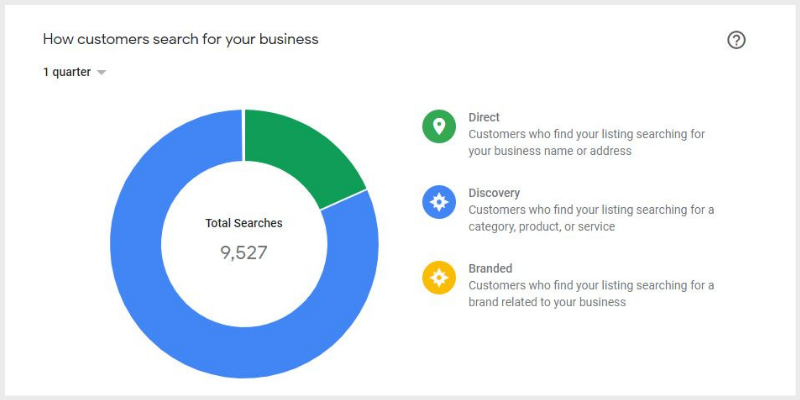 How customers search for your business
1 quarter
Total Searches
9,527
Direct
Customers who find your listing searching for
your business name or address
Discovery
Customers who find your listing searching for a
category, product, or service
Branded
Customers who find your listing searching for a
brand related to your business